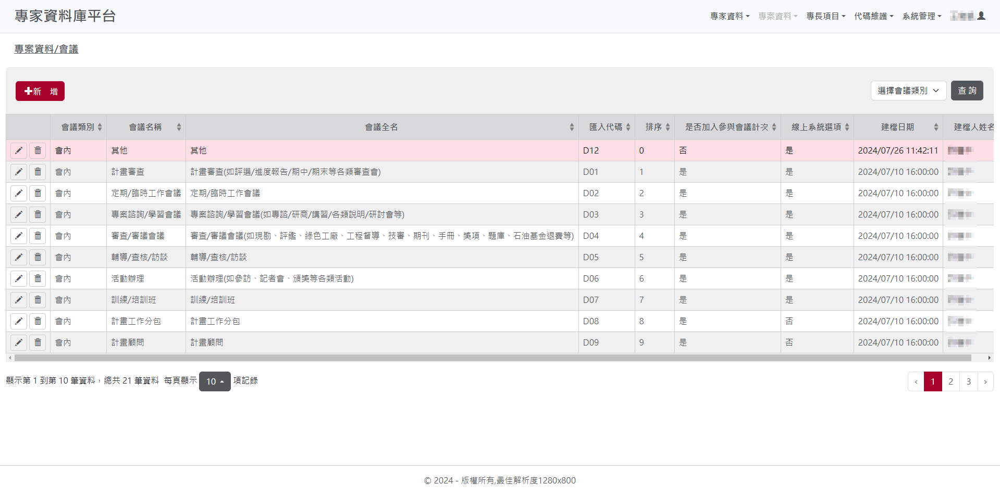 專家資料庫平台
專家資料 專案資料 專長項目 代碼維護 系統管理
專案資料/會議
新 增
選擇會議類別 查 詢
會議類別 會議名稱 會議全名 匯入代碼 排序 是否加入參與會議計次 線上系統選項 建檔日期 建檔人姓名
會內 其他 其他 D12 0 否 是 2024/07/26 11:42:11
會內 計畫審查 計畫審查(如評選/進度報告/期中/期末等各類審查會) D01 1 是 是 2024/07/10 16:00:00
會內 定期/臨時工作會議 定期/臨時工作會議 D02 2 是 是 2024/07/10 16:00:00
會內 專案諮詢/學習會議 專案諮詢/學習會議(如專諮/研商/講習/各類說明/研討會等) D03 3 是 是 2024/07/10 16:00:00
會內 審查/審議會議 審查/審議會議(如現勘、評鑑、綠色工廠、工程督導、技審、期刊、手冊、獎項、題庫、石油基金退費等) D04 4 是 是 2024/07/10 16:00:00
會內 輔導/查核/訪談 輔導/查核/訪談 D05 5 是 是 2024/07/10 16:00:00
會內 活動辦理 活動辦理(如參訪、記者會、頒獎等各類活動) D06 6 是 是 2024/07/10 16:00:00
會內 訓練/培訓班 訓練/培訓班 D07 7 是 是 2024/07/10 16:00:00
會內 計畫工作分包 計畫工作分包 D08 8 是 否 2024/07/10 16:00:00
會內 計畫顧問 計畫顧問 D09 9 是 否 2024/07/10 16:00:00
顯示第 1 到第 10 筆資料，總共 21 筆資料 每頁顯示 10 項記錄
‹ 1 2 3 ›
© 2024 - 版權所有,最佳解析度1280x800